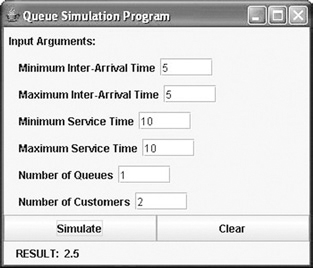 Queue Simulation Program
Input Arguments:
Minimum Inter-Arrival Time 5
Maximum Inter-Arrival Time 5
Minimum Service Time 10
Maximum Service Time 10
Number of Queues 1
Number of Customers 2
Simulate Clear
RESULT: 2.5